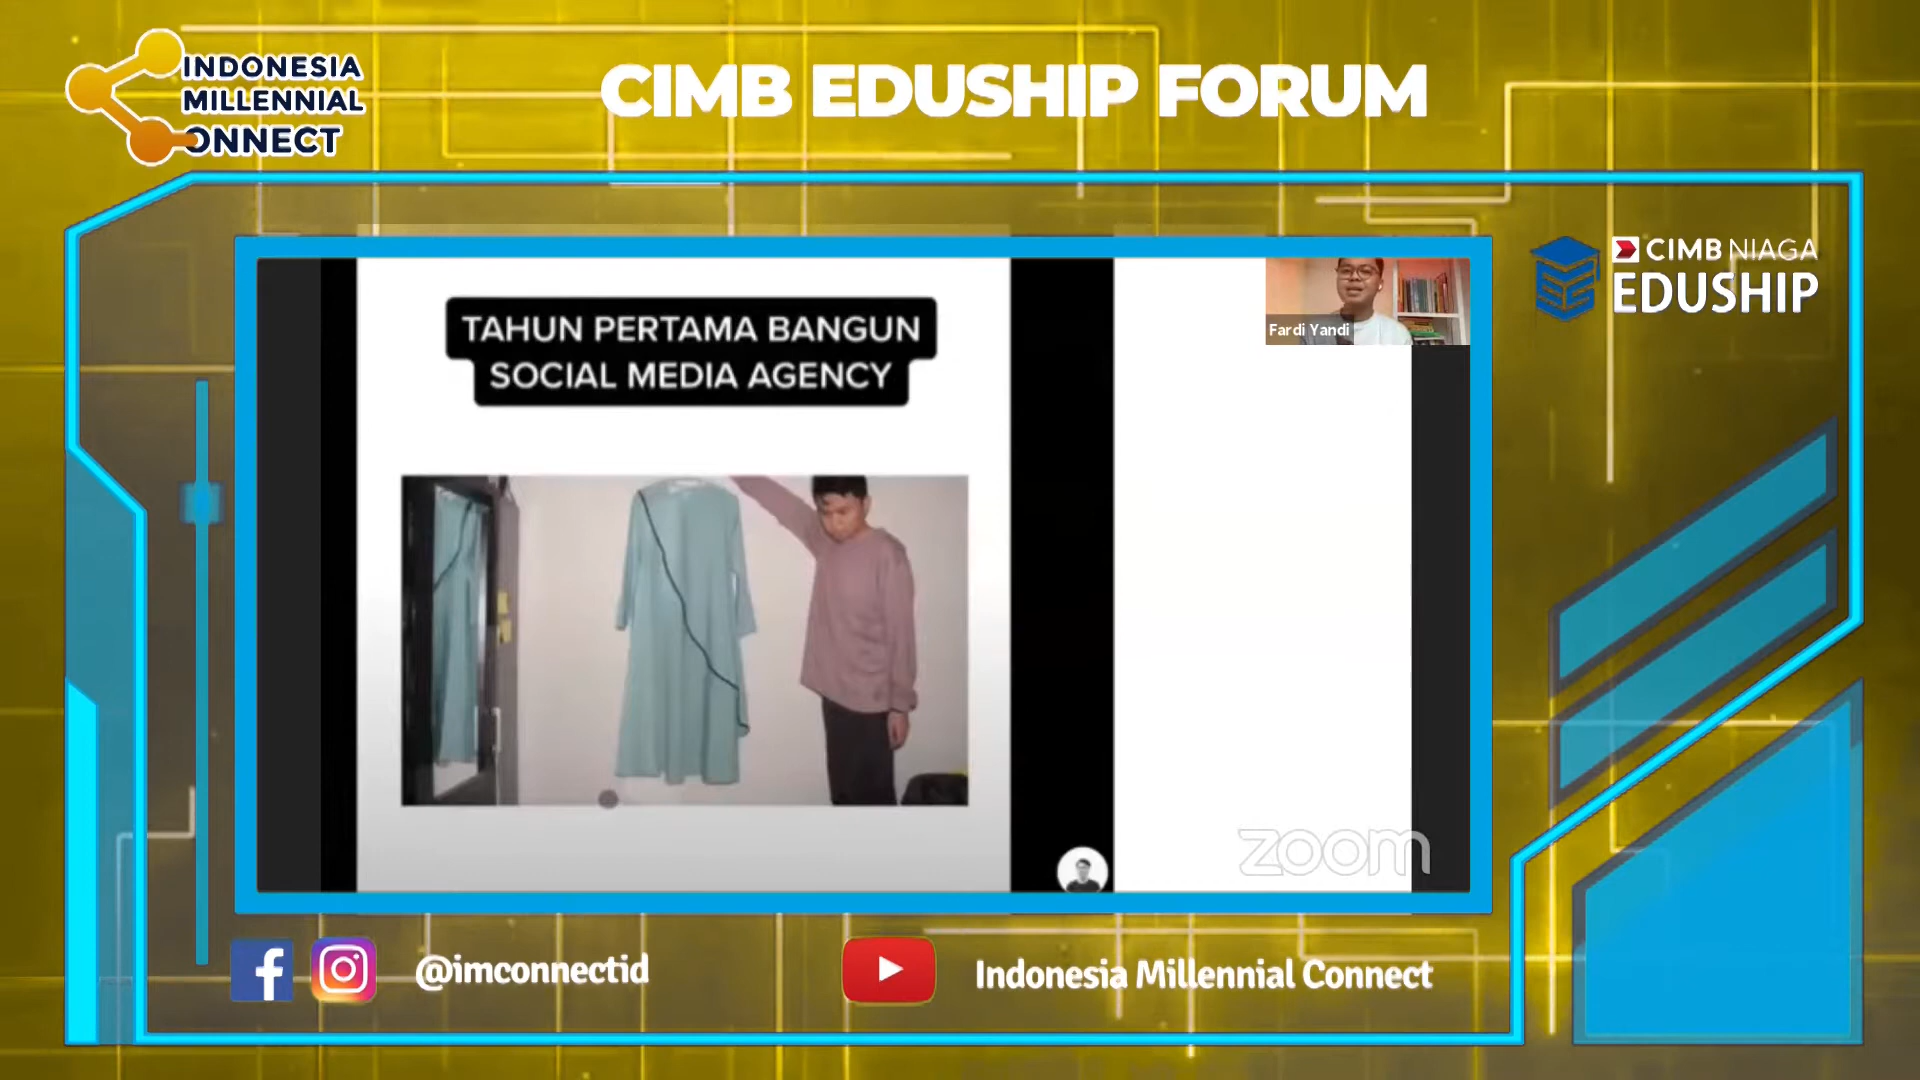 INDONESIA
MILLENNIAL
CONNECT
CIMB EDUSHIP FORUM
CIMB NIAGA
EDUSHIP
TAHUN PERTAMA BANGUN
SOCIAL MEDIA AGENCY
Fardi Yandi
zoom
@imconnectid
Indonesia Millennial Connect